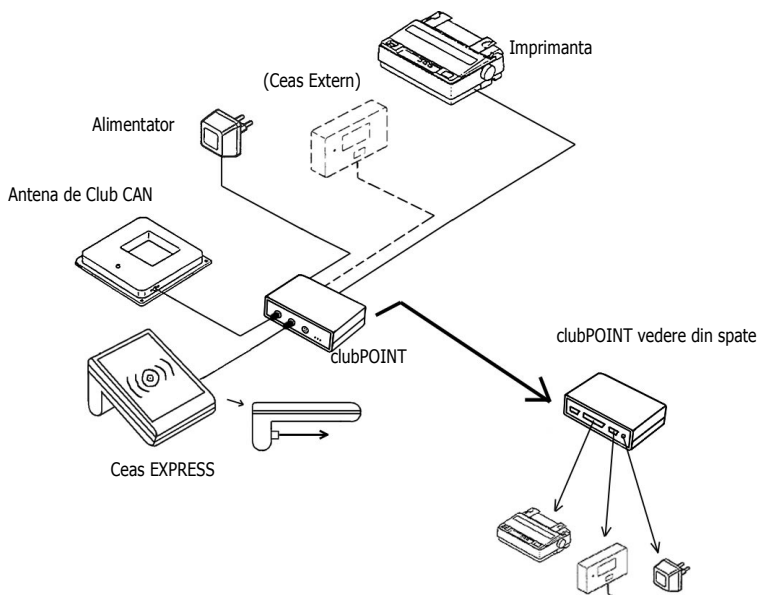 Imprimanta
(Ceas Extern)
Alimentator
Antena de Club CAN
clubPOINT
clubPOINT vedere din spate
Ceas EXPRESS